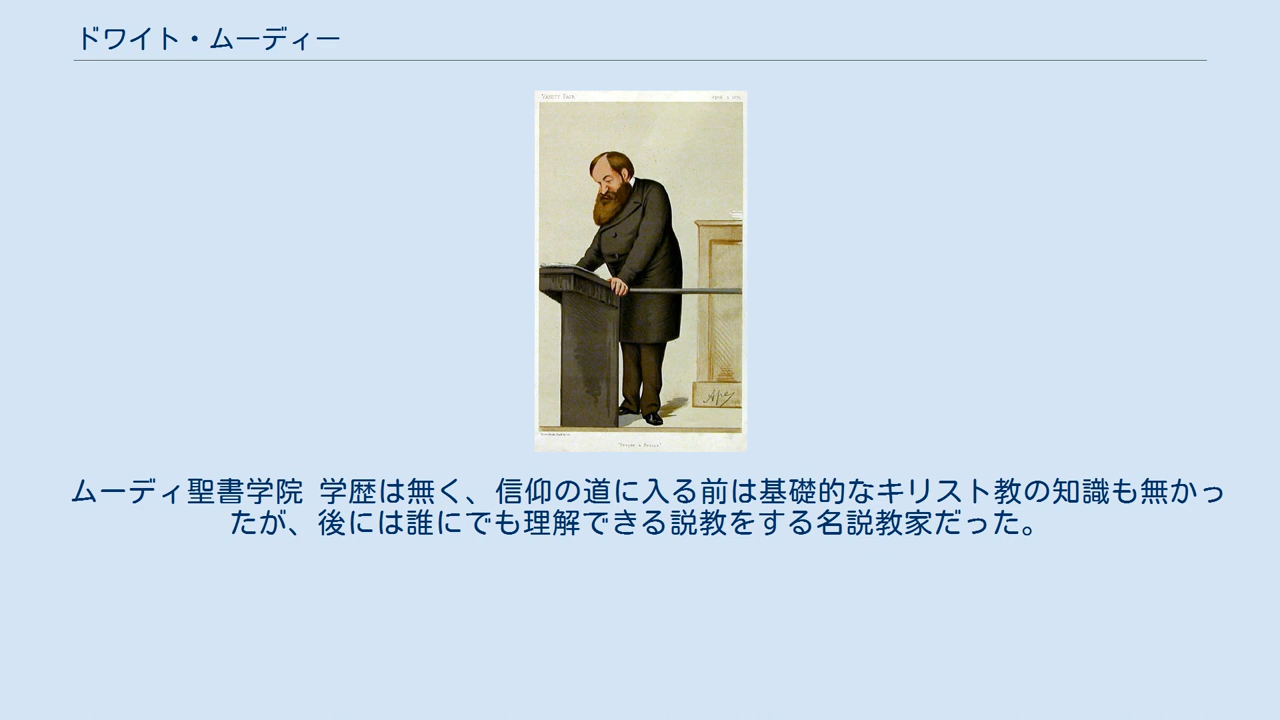 ドワイト・ムーディー
VANITY FAIR
Ape
ムーディ聖書学院 学歴は無く、信仰の道に入る前は基礎的なキリスト教の知識も無かっ
たが、後には誰にでも理解できる説教をする名説教家だった。